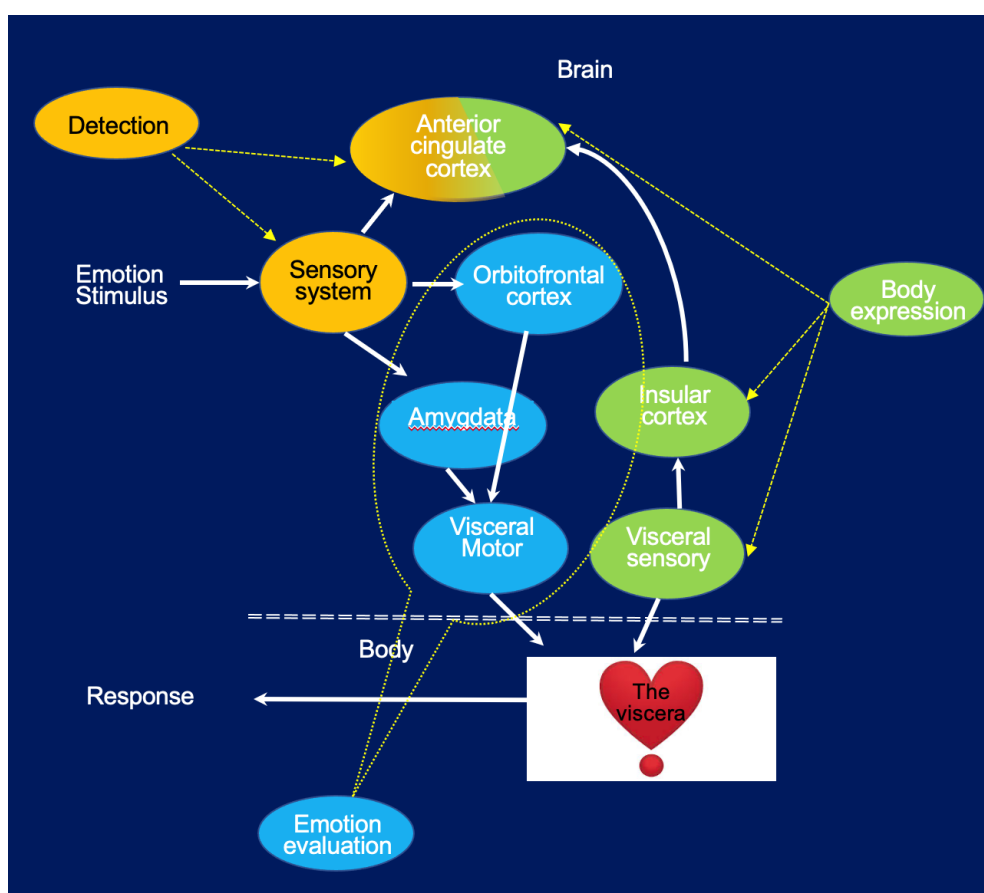 Brain
Detection
Anterior
cingulate
cortex
Emotion
Stimulus
Sensory
system
Orbitofrontal
cortex
Body
expression
Amygdata
Insular
cortex
Visceral
Motor
Visceral
sensory
Body
Response
The
viscera
Emotion
evaluation